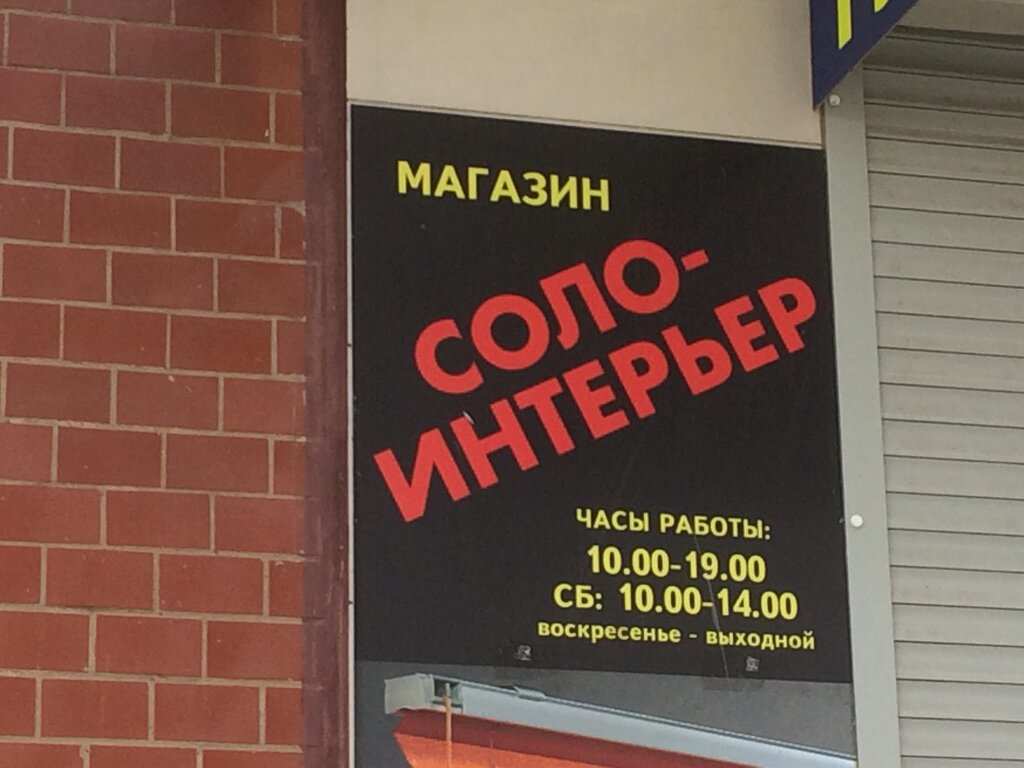 МАГАЗИН
СОЛО-
ИНТЕРЬЕР
ЧАСЫ РАБОТЫ:
10.00-19.00
СБ: 10.00-14.00
воскресенье - выходной